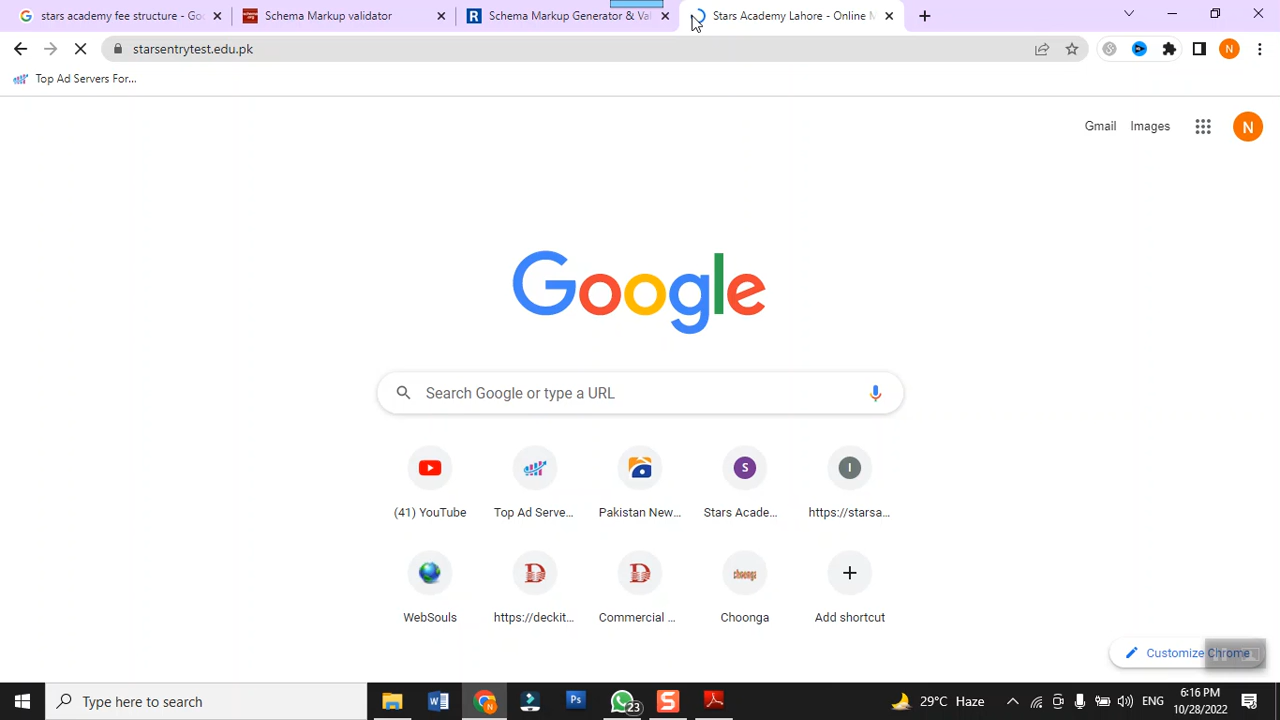 stars academy fee structure - Go
Schema Markup validator
Schema Markup Generator & Val
Stars Academy Lahore - Online M
starsentrytest.edu.pk
N
Top Ad Servers For...
Gmail
Images
N
Google
Search Google or type a URL
S
I
(41) YouTube
Top Ad Serve...
Pakistan New...
Stars Acade...
https://starsa...
choonga
WebSouls
https://deckit...
Commercial ...
Choonga
Add shortcut
Customize Chrome
Type here to search
23
29°C Haze
ENG
6:16 PM
10/28/2022